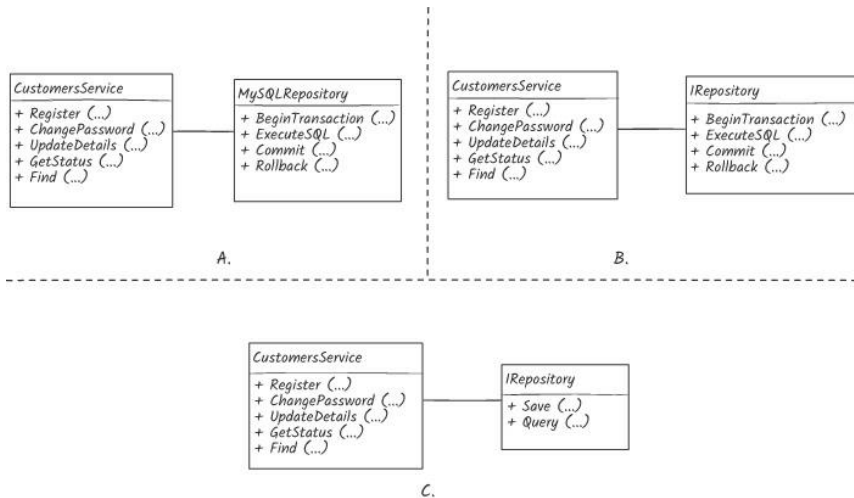 CustomersService
+ Register (...)
+ ChangePassword (...)
+ UpdateDetails (...)
+ GetStatus (...)
+ Find (...)
MySQLRepository
+ BeginTransaction (...)
+ ExecuteSQL (...)
+ Commit (...)
+ Rollback (...)
A.
CustomersService
+ Register (...)
+ ChangePassword (...)
+ UpdateDetails (...)
+ GetStatus (...)
+ Find (...)
IRepository
+ BeginTransaction (...)
+ ExecuteSQL (...)
+ Commit (...)
+ Rollback (...)
B.
CustomersService
+ Register (...)
+ ChangePassword (...)
+ UpdateDetails (...)
+ GetStatus (...)
+ Find (...)
IRepository
+ Save (...)
+ Query (...)
C.